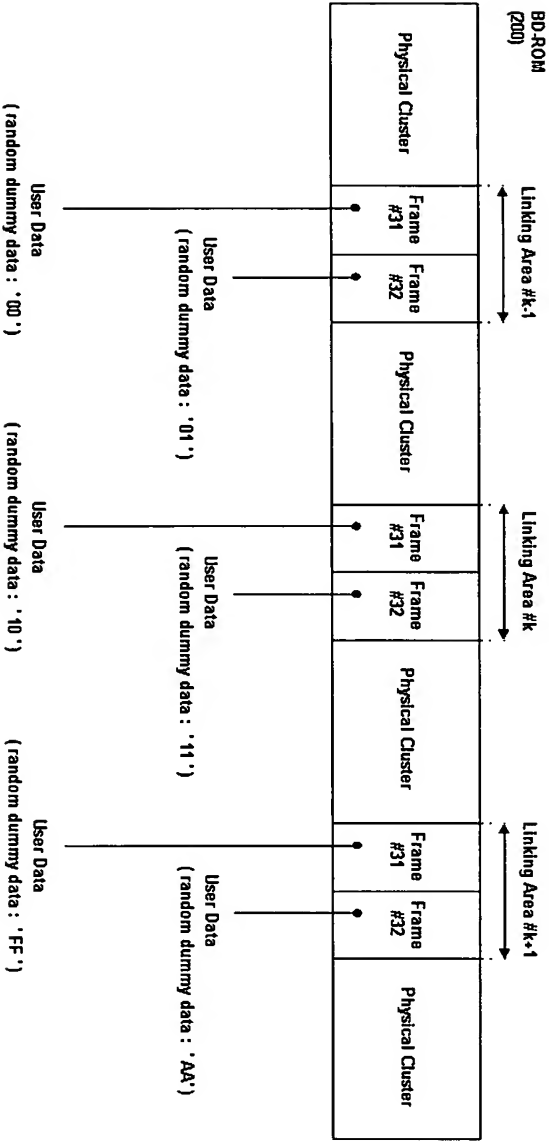 BD-ROM
(200)
Linking Area #k-1
Linking Area #k
Linking Area #k+1
Physical Cluster
Frame
#31
Frame
#32
Physical Cluster
Frame
#31
Frame
#32
Physical Cluster
Frame
#31
Frame
#32
Physical Cluster
User Data
( random dummy data : '01 ')
User Data
( random dummy data : '11 ')
User Data
( random dummy data : 'AA')
User Data
( random dummy data : '00 ')
User Data
( random dummy data : '10 ')
User Data
( random dummy data : 'FF ')